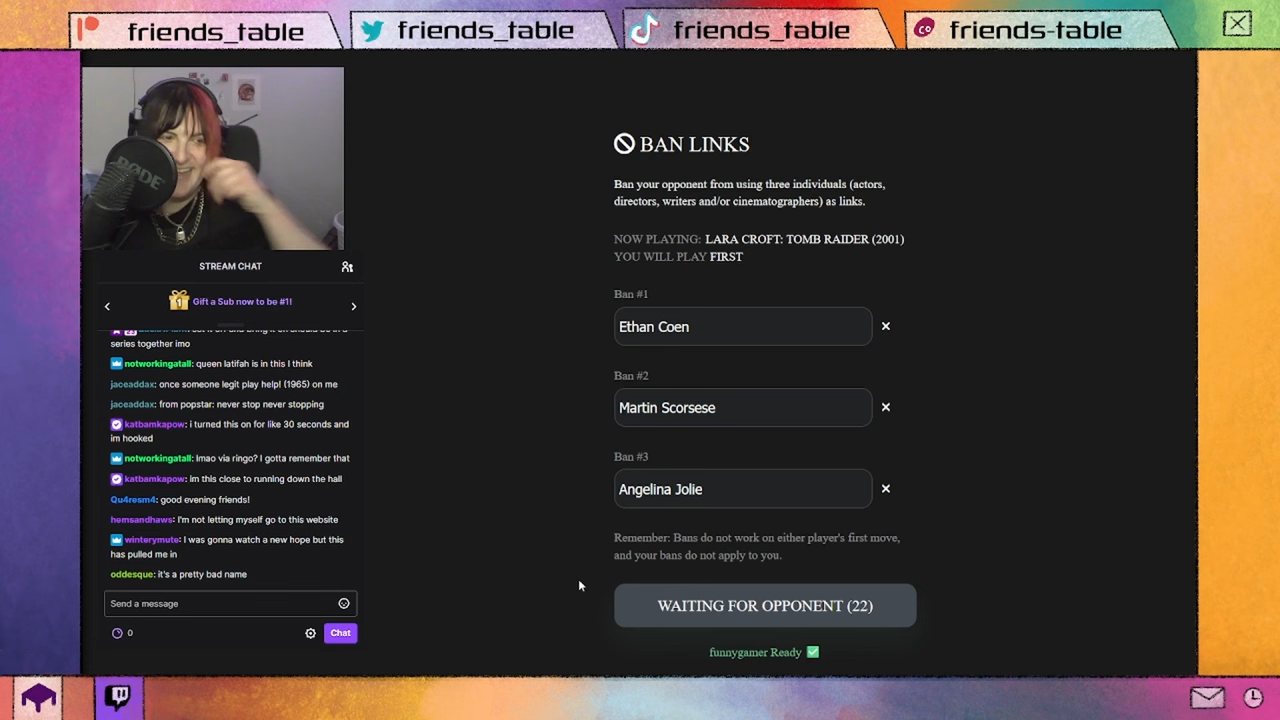 friends_table
friends_table
friends_table
co
friends-table
RØDE
STREAM CHAT
1
Gift a Sub now to be #1!
series together imo
notworkingatall: queen latifah is in this I think
jaceaddax: once someone legit play help! (1965) on me
jaceaddax: from popstar: never stop never stopping
katbamkapow: i turned this on for like 30 seconds and
im hooked
notworkingatall: lmao via ringo? I gotta remember that
katbamkapow: im this close to running down the hall
Qu4resm4: good evening friends!
hemsandhaws: I'm not letting myself go to this website
winterymute: I was gonna watch a new hope but this
has pulled me in
oddesque: it's a pretty bad name
Send a message
0
Chat
BAN LINKS
Ban your opponent from using three individuals (actors,
directors, writers and/or cinematographers) as links.
NOW PLAYING: LARA CROFT: TOMB RAIDER (2001)
YOU WILL PLAY FIRST
Ban #1
Ethan Coen
Ban #2
Martin Scorsese
Ban #3
Angelina Jolie
Remember: Bans do not work on either player's first move,
and your bans do not apply to you.
WAITING FOR OPPONENT (22)
funnygamer Ready